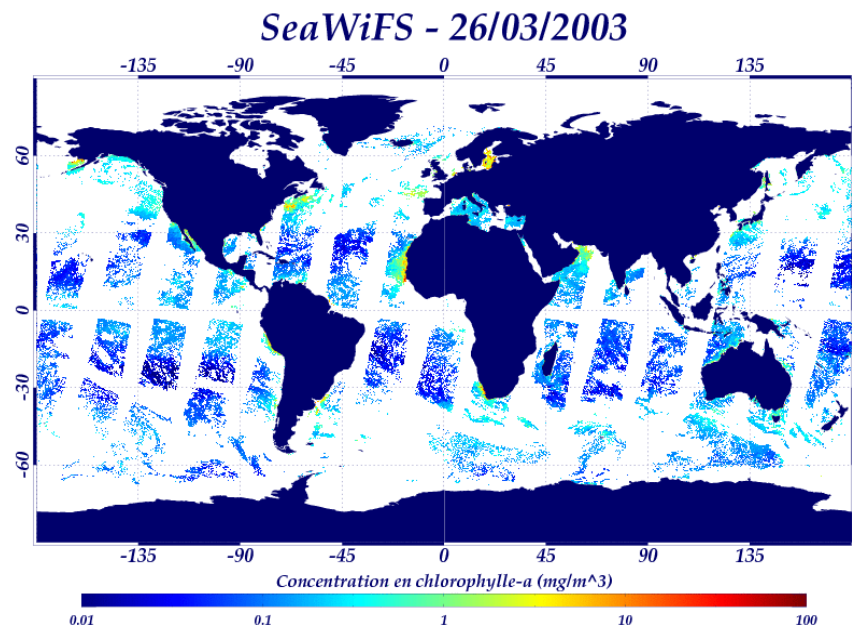 SeaWiFS - 26/03/2003
-135 -90 -45 0 45 90 135
60
30
0
-30
-60
-135 -90 -45 0 45 90 135
Concentration en chlorophylle-a (mg/m^3)
0.01 0.1 1 10 100